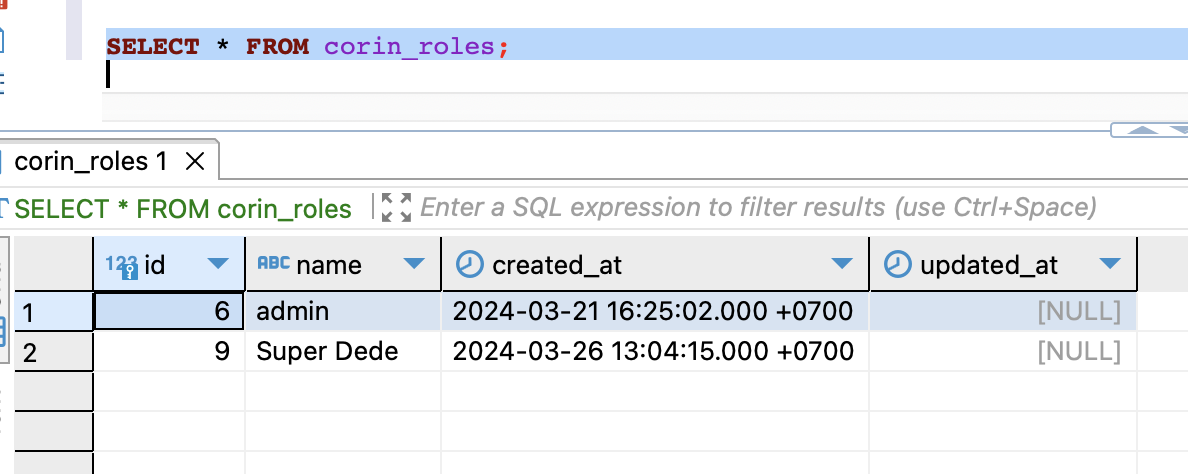 SELECT * FROM corin_roles;
corin_roles 1
SELECT * FROM corin_roles Enter a SQL expression to filter results (use Ctrl+Space)
123 id ABC name created_at updated_at
1 6 admin 2024-03-21 16:25:02.000 +0700 [NULL]
2 9 Super Dede 2024-03-26 13:04:15.000 +0700 [NULL]